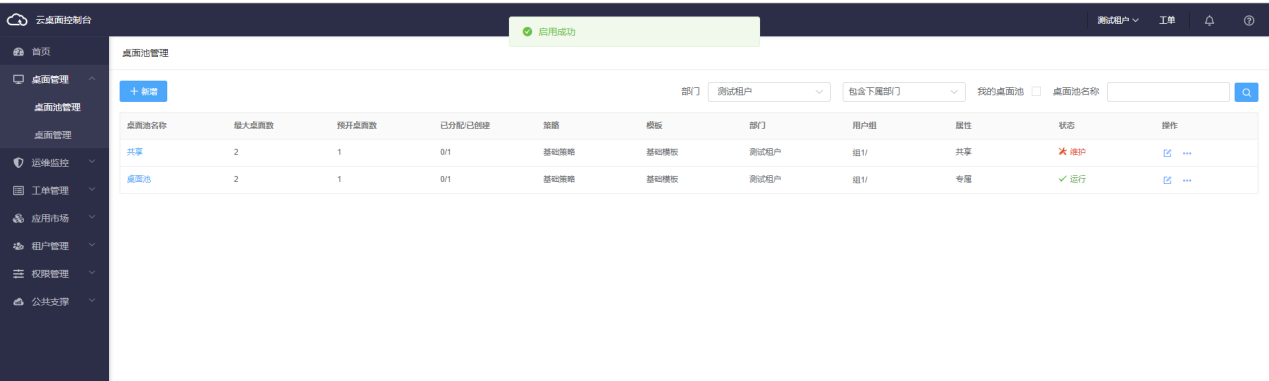 云桌面控制台
启用成功
测试租户 工单
首页
桌面管理
桌面池管理
桌面管理
运维监控
工单管理
应用市场
租户管理
权限管理
公共支撑
桌面池管理
新增 部门 测试租户 包含下属部门 我的桌面池 桌面池名称
桌面池名称 最大桌面数 预开桌面数 已分配/已创建 策略 模板 部门 用户组 属性 状态 操作
共享 2 1 0/1 基础策略 基础模板 测试租户 组1/ 共享 维护
桌面池 2 1 0/1 基础策略 基础模板 测试租户 组1/ 专属 运行